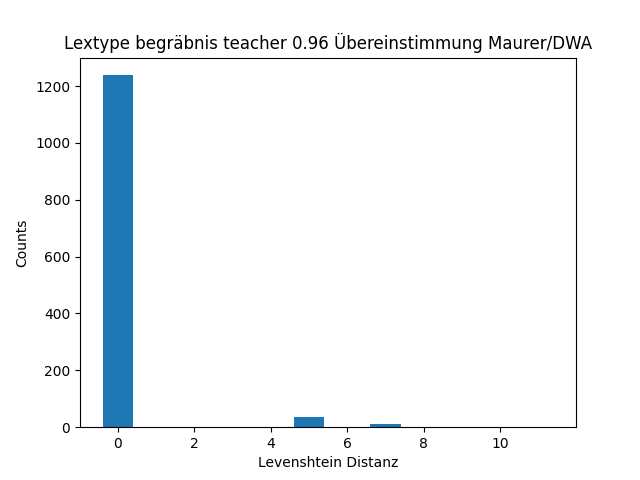 Lextype begräbnis teacher 0.96 Übereinstimmung Maurer/DWA
1200
1000
800
600
400
200
0
Counts
0 2 4 6 8 10
Levenshtein Distanz